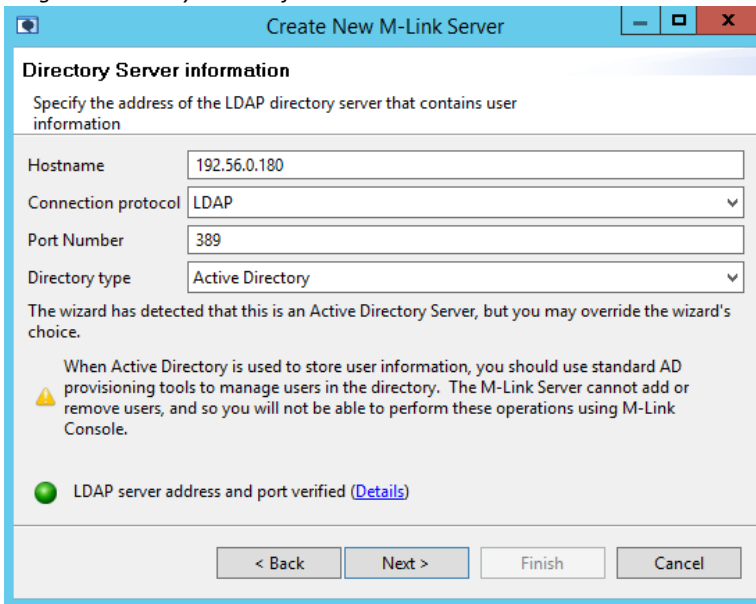 Create New M-Link Server
Directory Server information
Specify the address of the LDAP directory server that contains user
information
Hostname 192.56.0.180
Connection protocol LDAP
Port Number 389
Directory type Active Directory
The wizard has detected that this is an Active Directory Server, but you may override the wizard's
choice.
When Active Directory is used to store user information, you should use standard AD
provisioning tools to manage users in the directory. The M-Link Server cannot add or
remove users, and so you will not be able to perform these operations using M-Link
Console.
LDAP server address and port verified (Details)
< Back Next > Finish Cancel